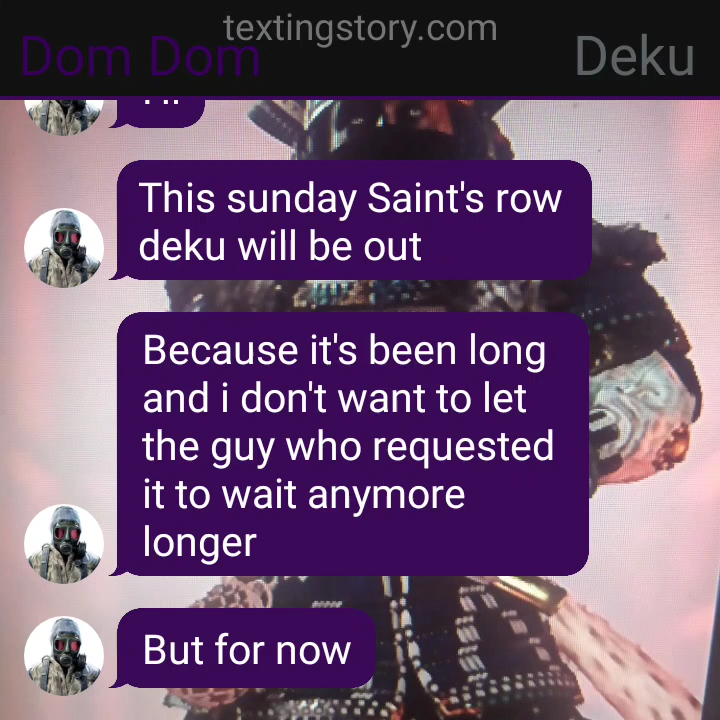 textingstory.com
Dom Dom
Deku
This sunday Saint's row
deku will be out
Because it's been long
and i don't want to let
the guy who requested
it to wait anymore
longer
But for now